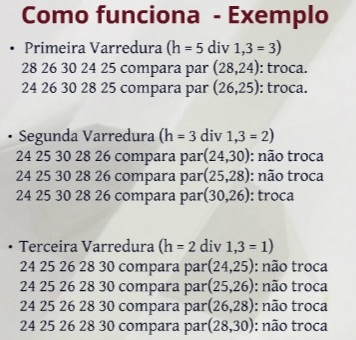 Como funciona - Exemplo
• Primeira Varredura (h = 5 div 1,3 = 3)
28 26 30 24 25 compara par (28,24): troca.
24 26 30 28 25 compara par (26,25): troca.
• Segunda Varredura (h = 3 div 1,3 = 2)
24 25 30 28 26 compara par(24,30): não troca
24 25 30 28 26 compara par(25,28): não troca
24 25 30 28 26 compara par(30,26): troca
• Terceira Varredura (h = 2 div 1,3 = 1)
24 25 26 28 30 compara par(24,25): não troca
24 25 26 28 30 compara par(25,26): não troca
24 25 26 28 30 compara par(26,28): não troca
24 25 26 28 30 compara par(28,30): não troca